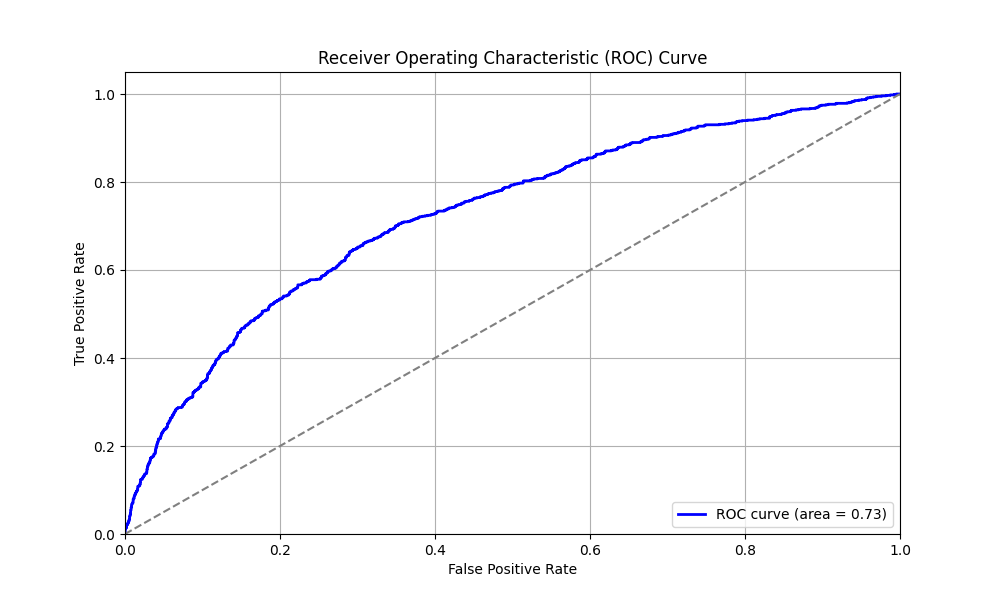 Receiver Operating Characteristic (ROC) Curve
True Positive Rate
1.0
0.8
0.6
0.4
0.2
0.0
ROC curve (area = 0.73)
0.0 0.2 0.4 0.6 0.8 1.0
False Positive Rate